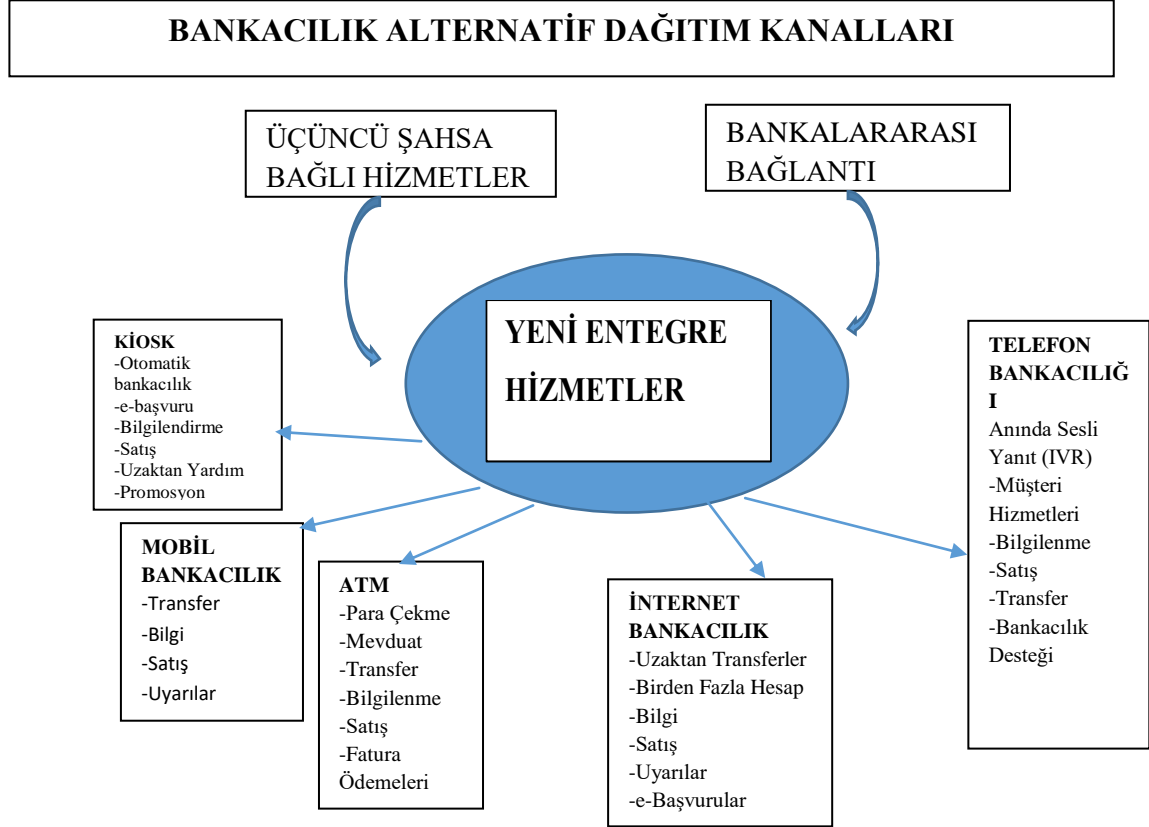 BANKACILIK ALTERNATİF DAĞITIM KANALLARI
ÜÇÜNCÜ ŞAHSA
BAĞLI HİZMETLER
BANKALARARASI
BAĞLANTI
YENİ ENTEGRE
HİZMETLER
KİOSK
-Otomatik
bankacılık
-e-başvuru
-Bilgilendirme
-Satış
-Uzaktan Yardım
-Promosyon
MOBİL
BANKACILIK
-Transfer
-Bilgi
-Satış
-Uyarılar
ATM
-Para Çekme
-Mevduat
-Transfer
-Bilgilenme
-Satış
-Fatura
Ödemeleri
İNTERNET
BANKACILIK
-Uzaktan Transferler
-Birden Fazla Hesap
-Bilgi
-Satış
-Uyarılar
-e-Başvurular
TELEFON
BANKACILIĞ
I
Anında Sesli
Yanıt (IVR)
-Müşteri
Hizmetleri
-Bilgilenme
-Satış
-Transfer
-Bankacılık
Desteği